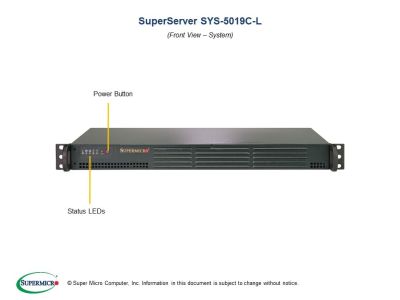 SuperServer SYS-5019C-L
(Front View – System)
Power Button
SUPERMICRO
Status LEDs
SUPERMICRO
© Super Micro Computer, Inc. Information in this document is subject to change without notice.